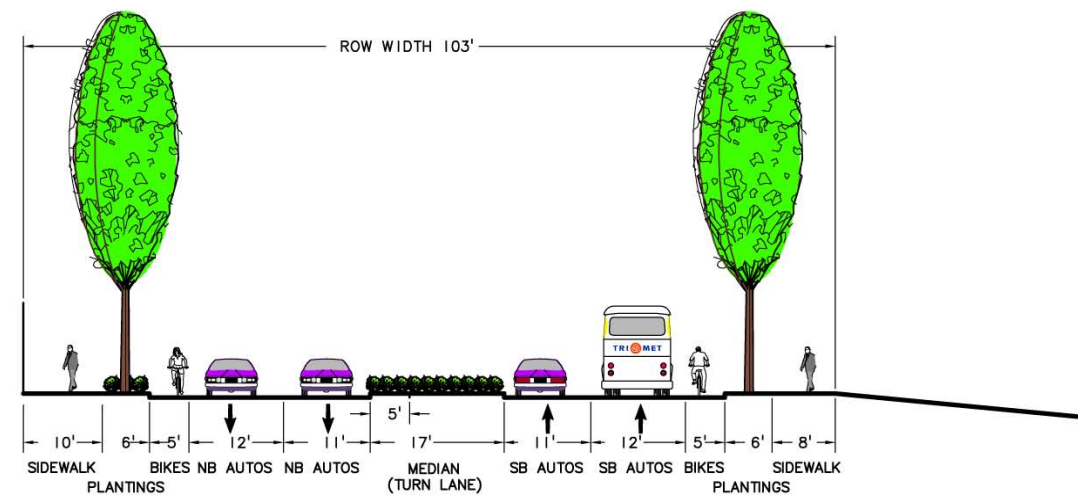 ROW WIDTH 103'
TRI MET
5'
10' 6' 5' 12' 11' 17' 11' 12' 5' 6' 8'
SIDEWALK BIKES NB AUTOS NB AUTOS MEDIAN SB AUTOS SB AUTOS BIKES SIDEWALK
PLANTINGS (TURN LANE) PLANTINGS